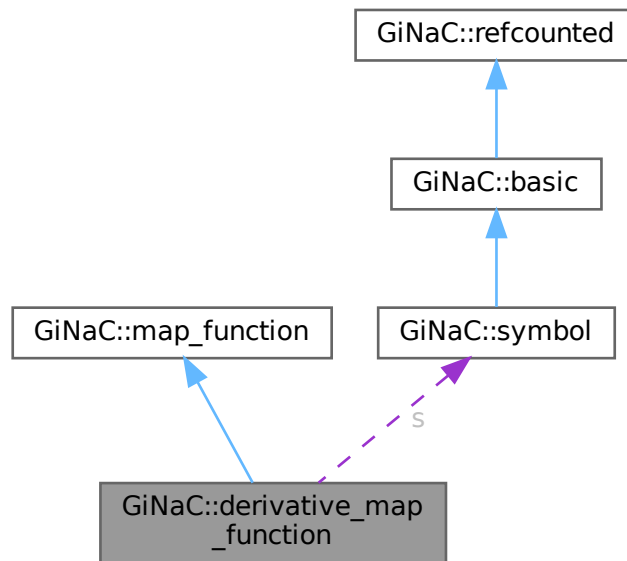 GiNaC::refcounted
GiNaC::basic
GiNaC::map_function
GiNaC::symbol
s
GiNaC::derivative_map
_function